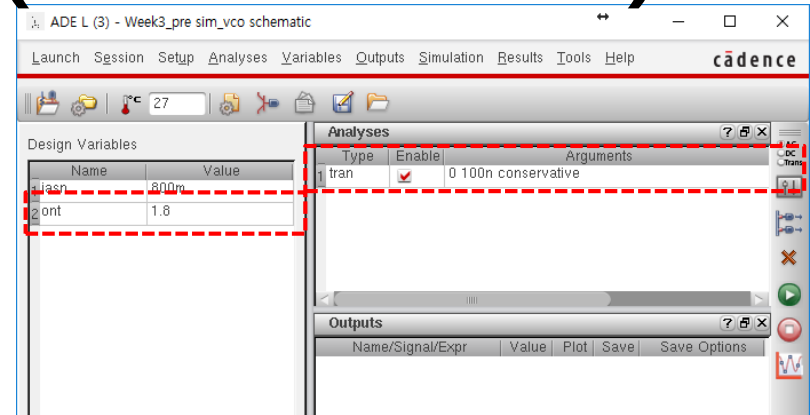 ADE L (3) - Week3_pre sim_vco schematic
Launch Session Setup Analyses Variables Outputs Simulation Results Tools Help cādence
°C 27
Design Variables
Name Value
1 800m
2 ont 1.8
Analyses
Type Enable Arguments
1 tran 0 100n conservative
Outputs
Name/Signal/Expr Value Plot Save Save Options
AC
DC
Trans